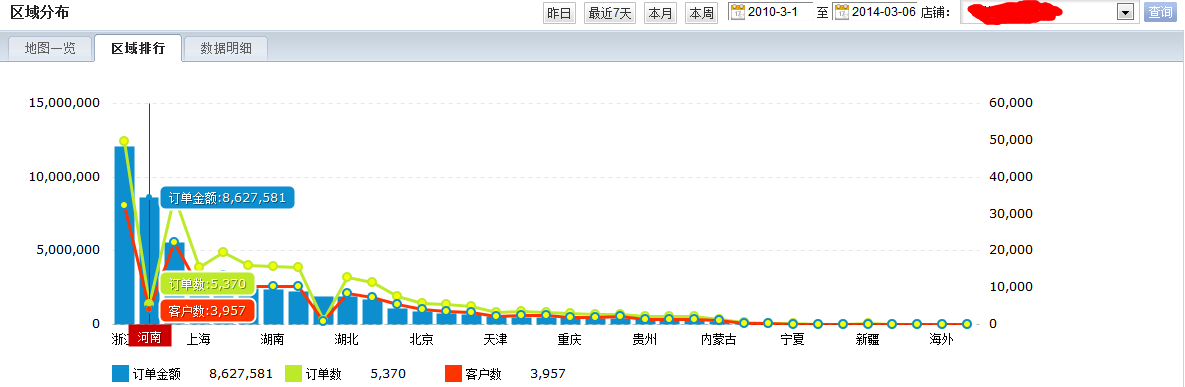 区域分布 昨日 最近7天 本月 本周 2010-3-1 至 2014-03-06 店铺： 查询
地图一览 区域排行 数据明细
15,000,000 60,000
50,000
10,000,000 40,000
订单金额:8,627,581
30,000
5,000,000 20,000
订单数:5,370 10,000
客户数:3,957
0 0
河南 上海 湖南 湖北 北京 天津 重庆 贵州 内蒙古 宁夏 新疆 海外
订单金额 8,627,581 订单数 5,370 客户数 3,957